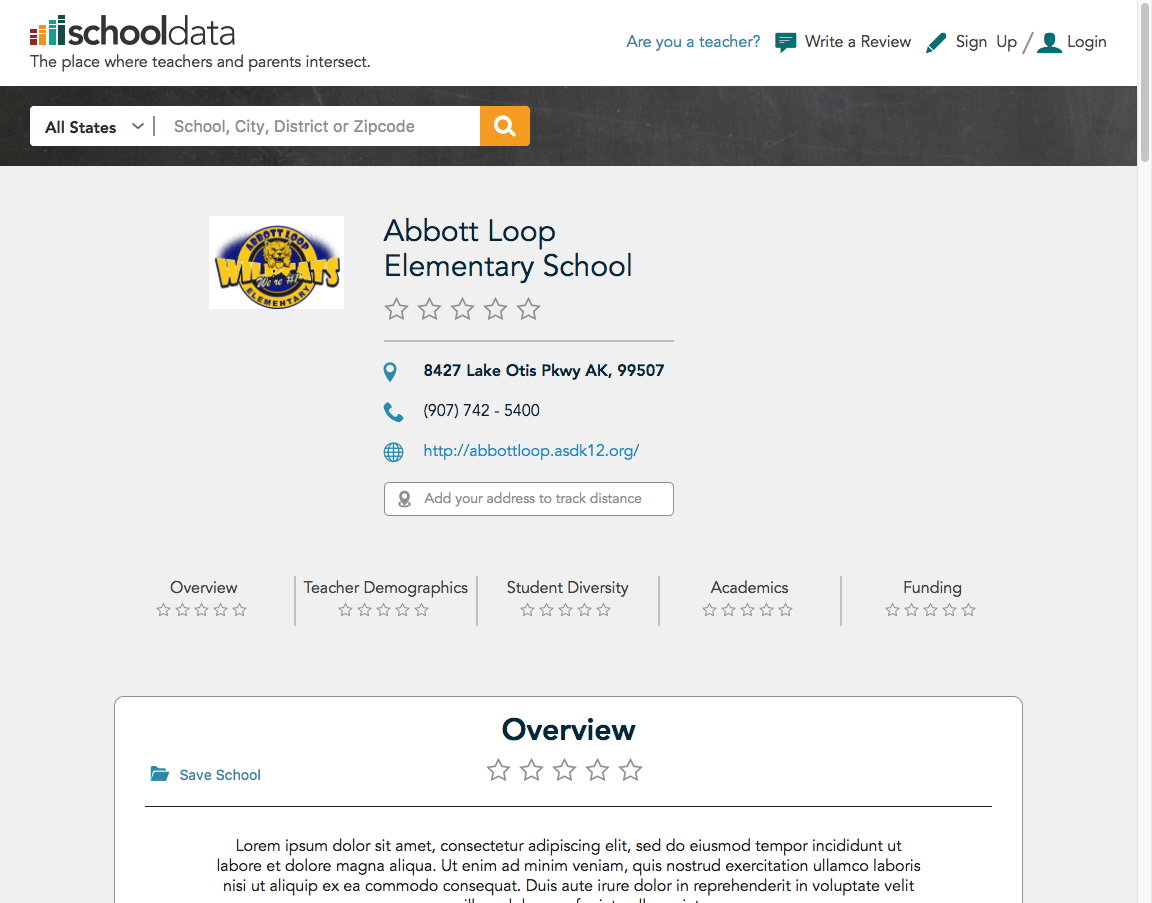 schooldata
The place where teachers and parents intersect.
Are you a teacher? Write a Review Sign Up / Login
All States School, City, District or Zipcode
ABBOTT LOOP
WILDCATS
We're #1
ELEMENTARY
Abbott Loop
Elementary School
8427 Lake Otis Pkwy AK, 99507
(907) 742 - 5400
http://abbottloop.asdk12.org/
Add your address to track distance
Overview Teacher Demographics Student Diversity Academics Funding
Overview
Save School
Lorem ipsum dolor sit amet, consectetur adipiscing elit, sed do eiusmod tempor incididunt ut
labore et dolore magna aliqua. Ut enim ad minim veniam, quis nostrud exercitation ullamco laboris
nisi ut aliquip ex ea commodo consequat. Duis aute irure dolor in reprehenderit in voluptate velit